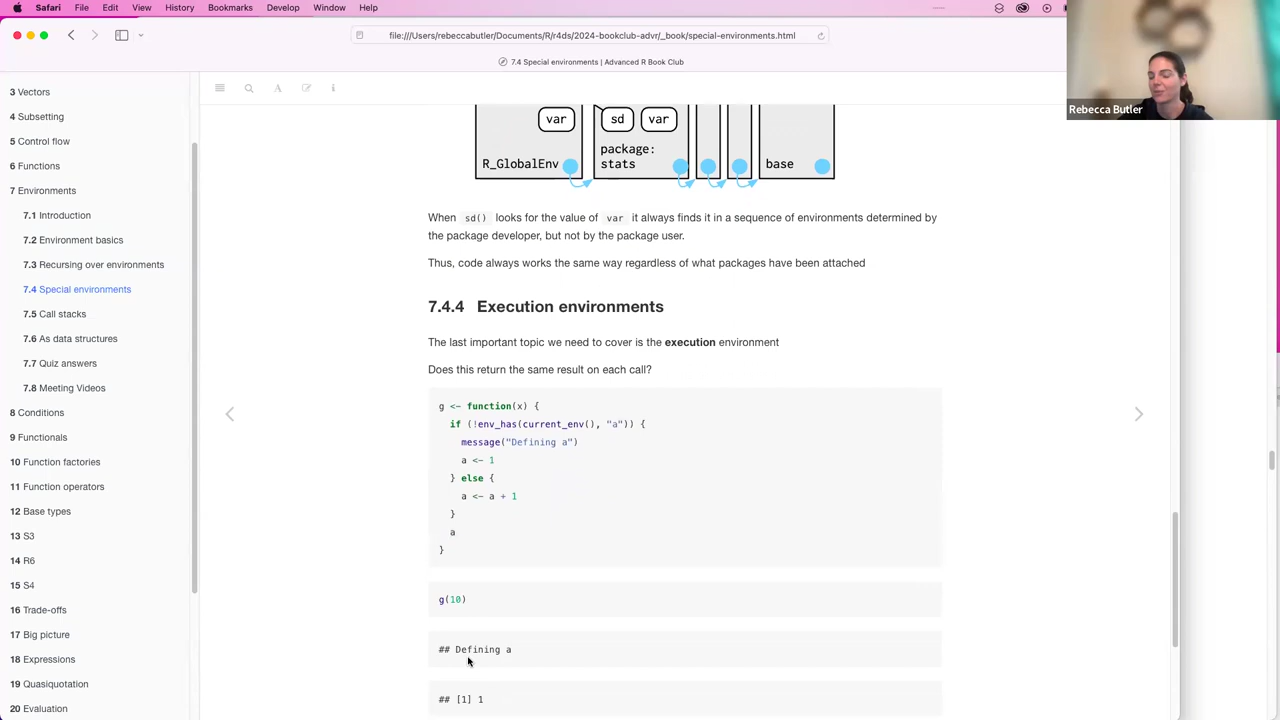 Safari File Edit View History Bookmarks Develop Window Help
file:///Users/rebeccabutler/Documents/R/r4ds/2024-bookclub-advr/_book/special-environments.html
7.4 Special environments | Advanced R Book Club
Rebecca Butler
3 Vectors
4 Subsetting
5 Control flow
6 Functions
7 Environments
7.1 Introduction
7.2 Environment basics
7.3 Recursing over environments
7.4 Special environments
7.5 Call stacks
7.6 As data structures
7.7 Quiz answers
7.8 Meeting Videos
8 Conditions
9 Functionals
10 Function factories
11 Function operators
12 Base types
13 S3
14 R6
15 S4
16 Trade-offs
17 Big picture
18 Expressions
19 Quasiquotation
20 Evaluation
var sd var
package:
R_GlobalEnv stats base
When sd() looks for the value of var it always finds it in a sequence of environments determined by
the package developer, but not by the package user.
Thus, code always works the same way regardless of what packages have been attached
7.4.4 Execution environments
The last important topic we need to cover is the execution environment
Does this return the same result on each call?
g <- function(x) {
if (!env_has(current_env(), "a")) {
message("Defining a")
a <- 1
} else {
a <- a + 1
}
a
}
g(10)
## Defining a
## [1] 1